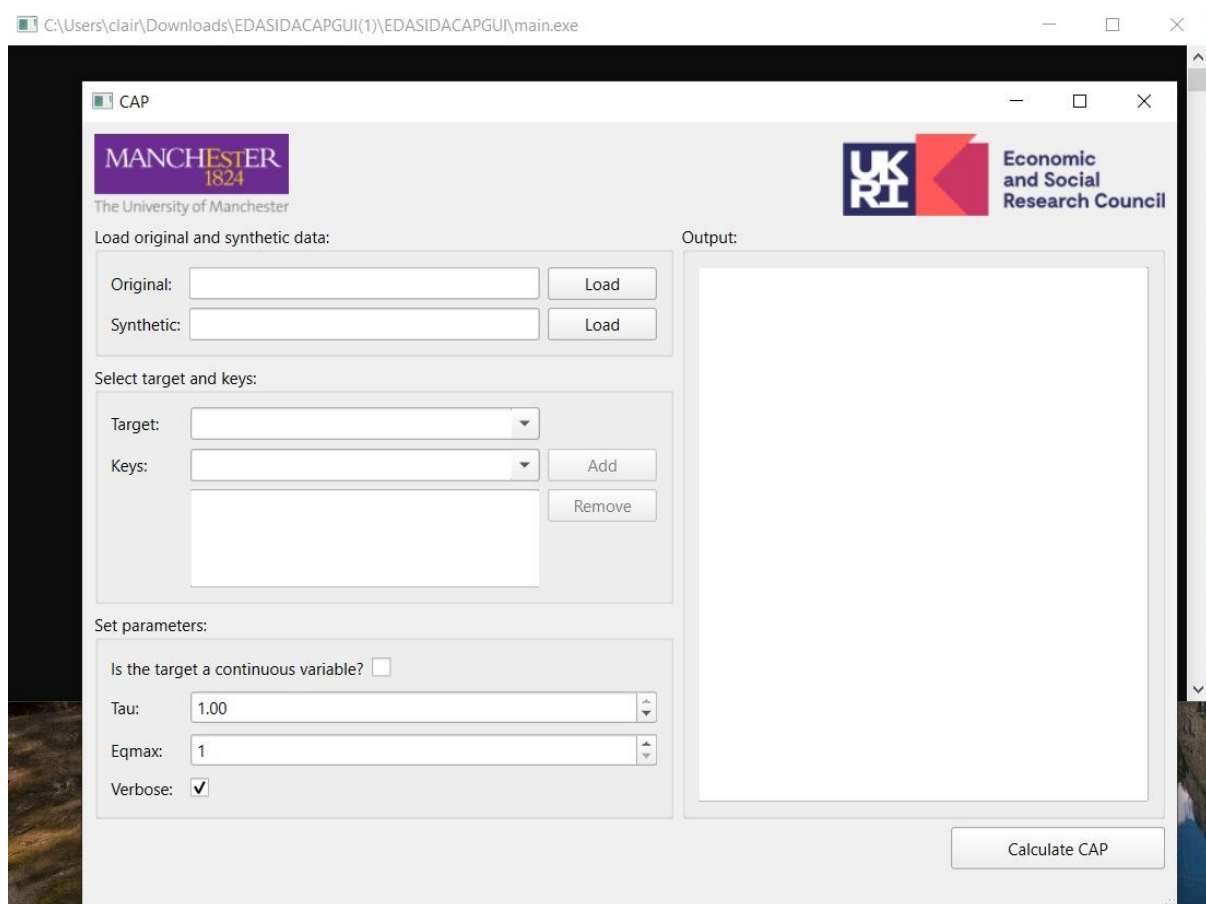 C:\Users\clair\Downloads\EDASIDACAPGUI(1)\EDASIDACAPGUI\main.exe
CAP
MANCHESTER
1824
The University of Manchester
UK
RI
Economic
and Social
Research Council
Load original and synthetic data:
Original:
Load
Synthetic:
Load
Select target and keys:
Target:
Keys:
Add
Remove
Set parameters:
Is the target a continuous variable?
Tau:
1.00
Eqmax:
1
Verbose:
Output:
Calculate CAP